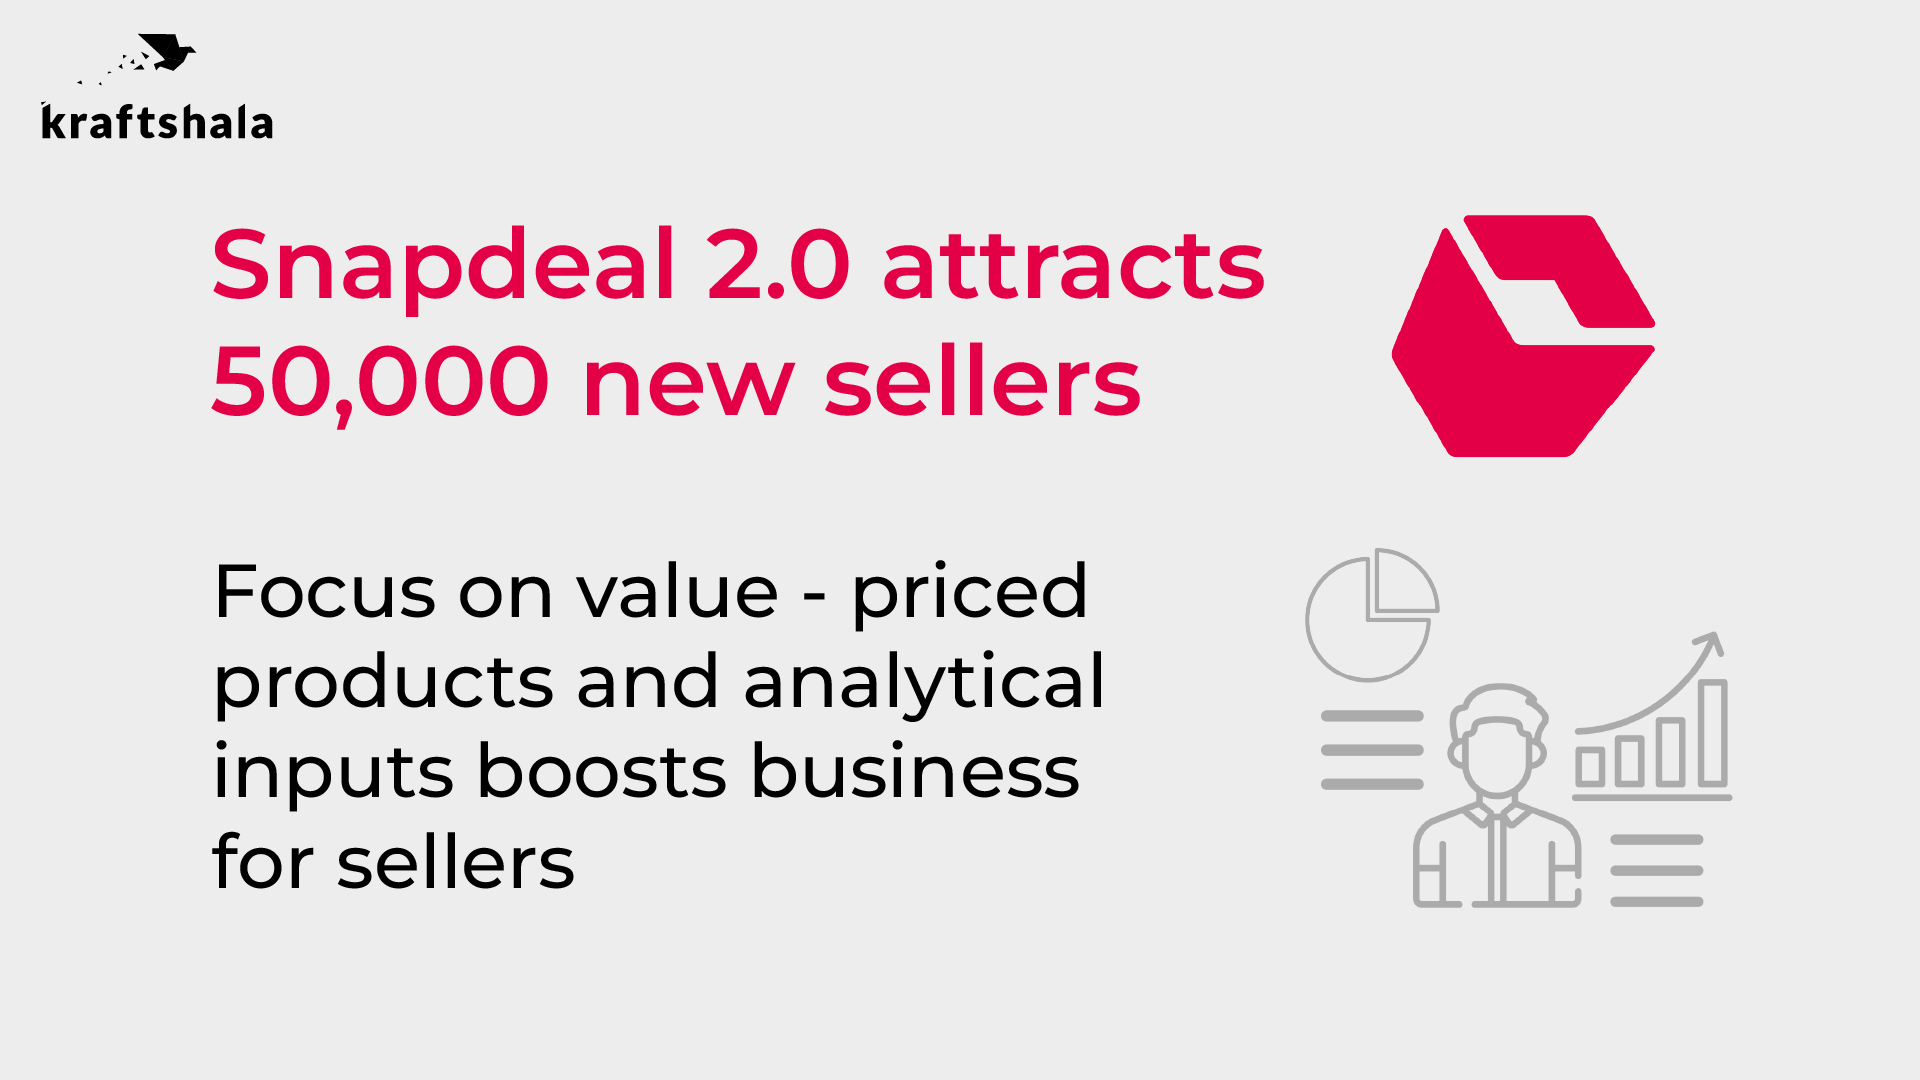 kraftshala
Snapdeal 2.0 attracts
50,000 new sellers
Focus on value - priced
products and analytical
inputs boosts business
for sellers